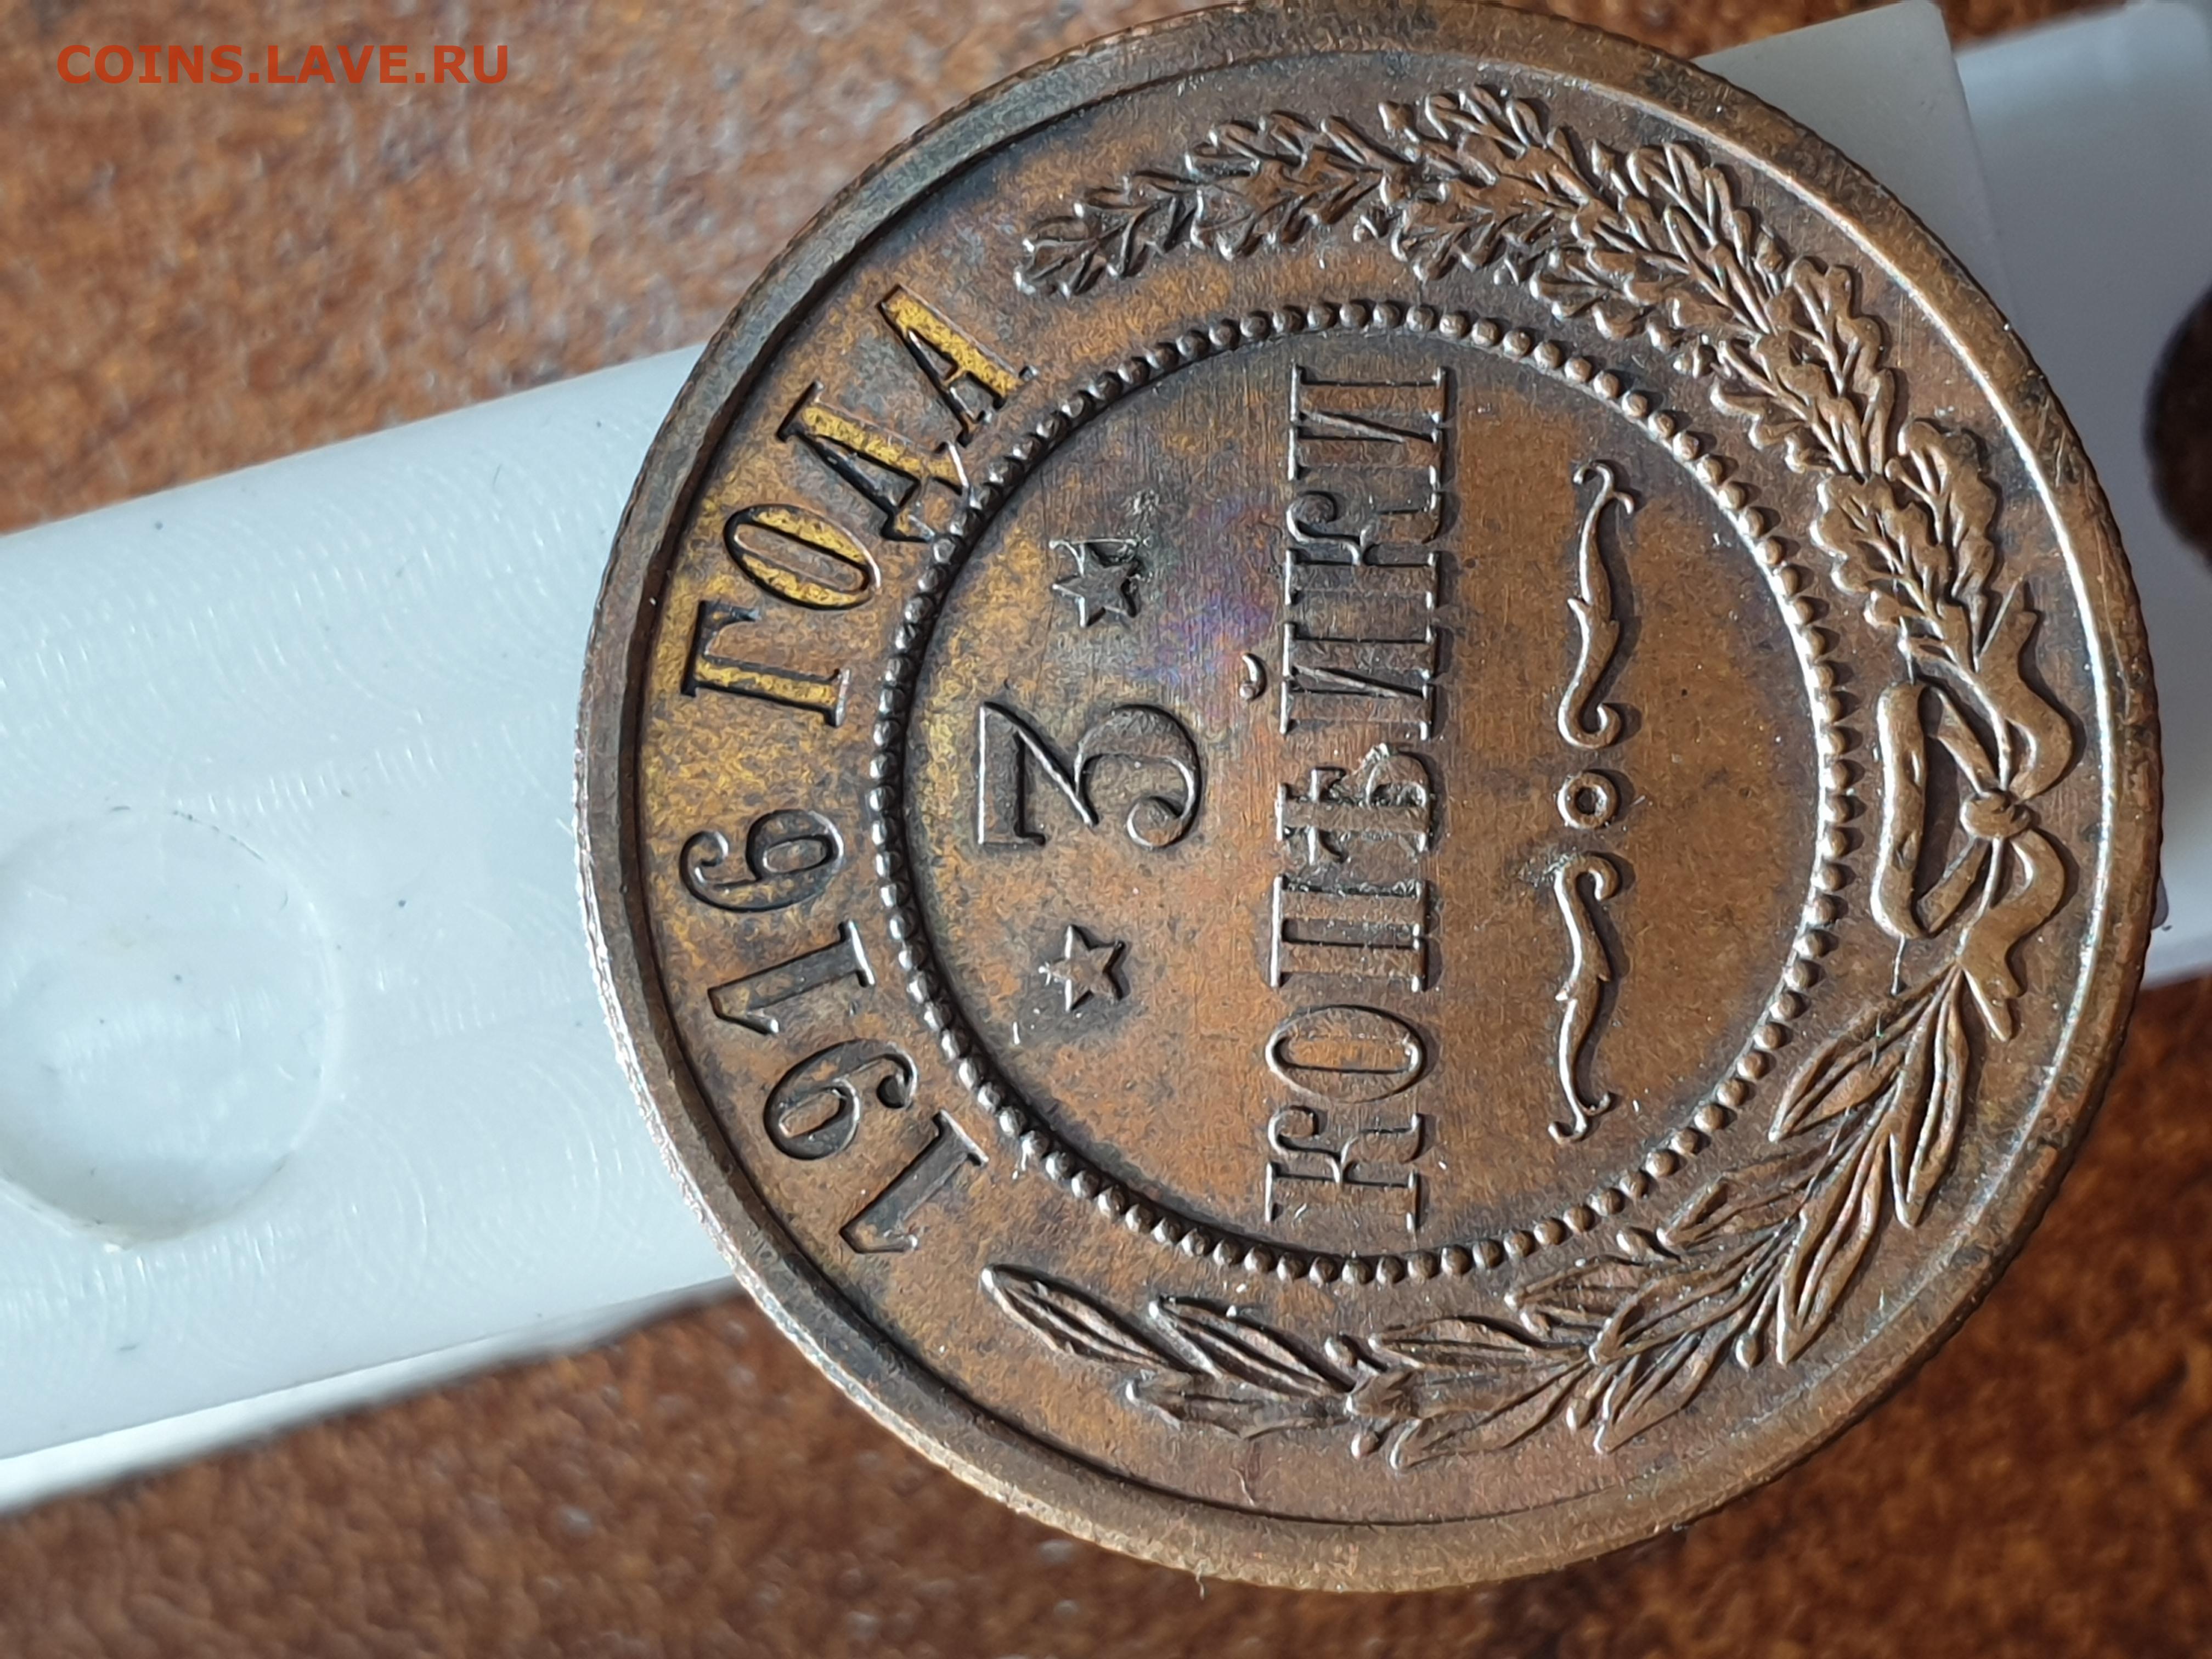 COINS.LAVE.RU
1916 ГОДА
★ 3 ★
КОПѢЙКИ